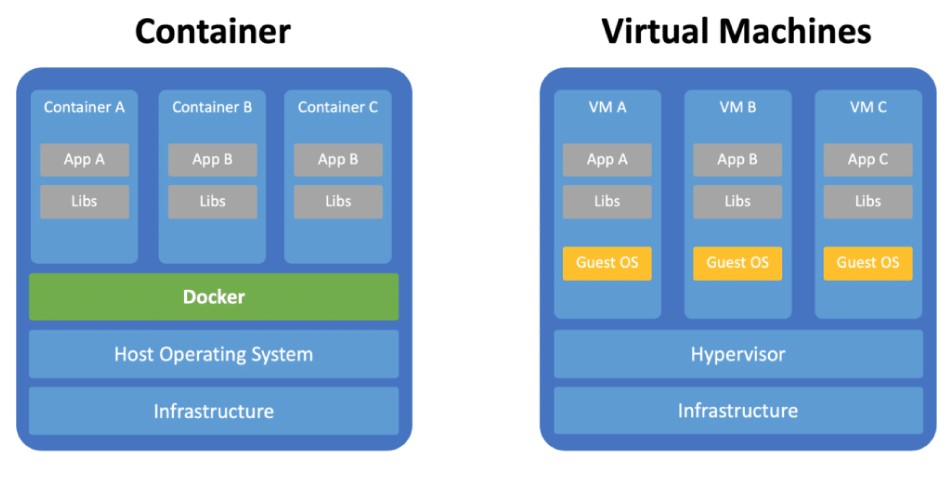 Container
Virtual Machines
Container A
Container B
Container C
App A
App B
App B
Libs
Libs
Libs
Docker
Host Operating System
Infrastructure
VM A
VM B
VM C
App A
App B
App C
Libs
Libs
Libs
Guest OS
Guest OS
Guest OS
Hypervisor
Infrastructure